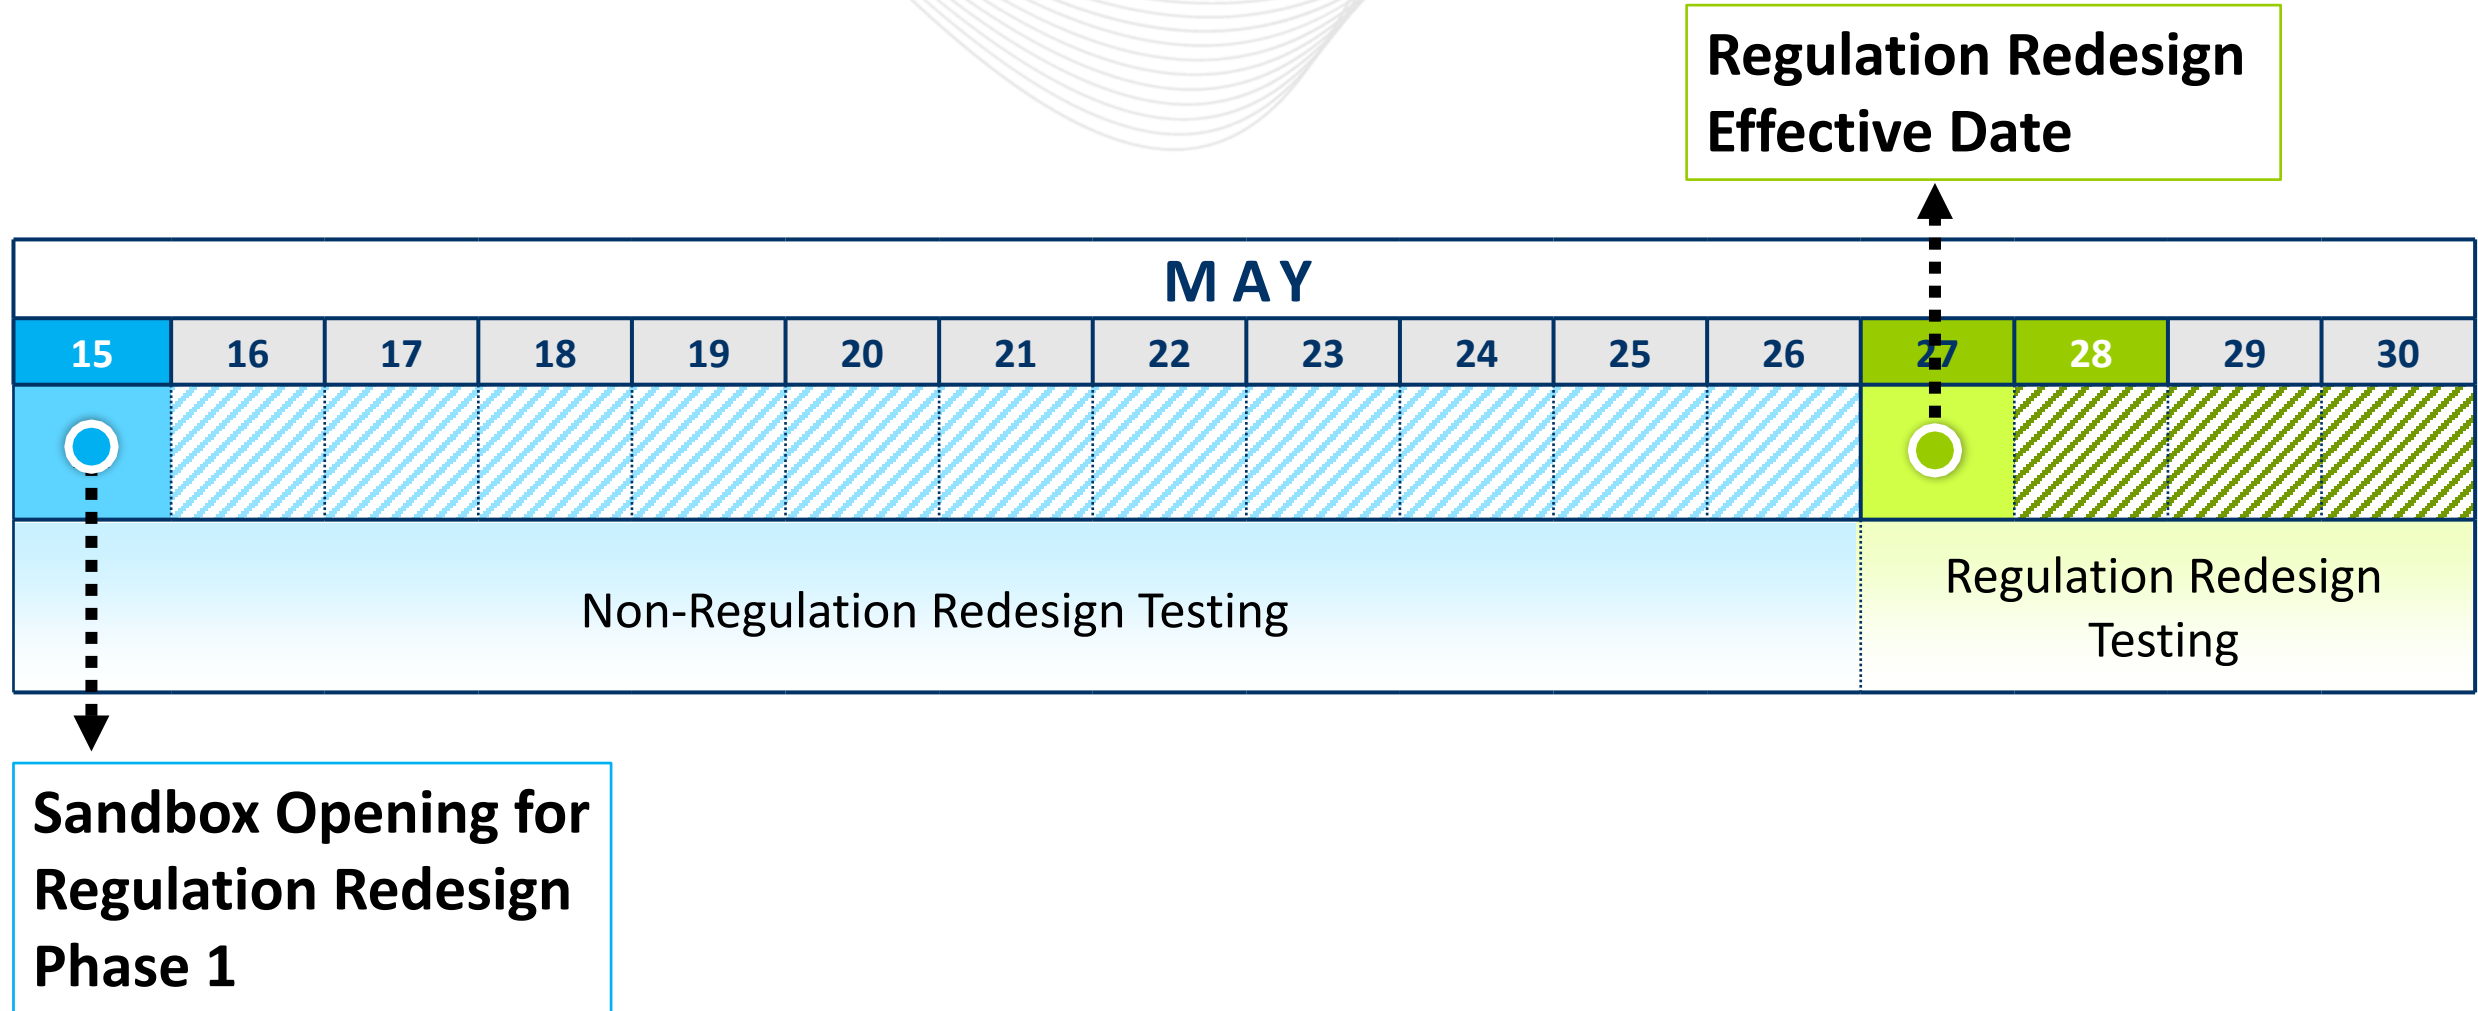 Regulation Redesign
Effective Date
MAY
15 16 17 18 19 20 21 22 23 24 25 26 27 28 29 30
Non-Regulation Redesign Testing
Regulation Redesign
Testing
Sandbox Opening for
Regulation Redesign
Phase 1